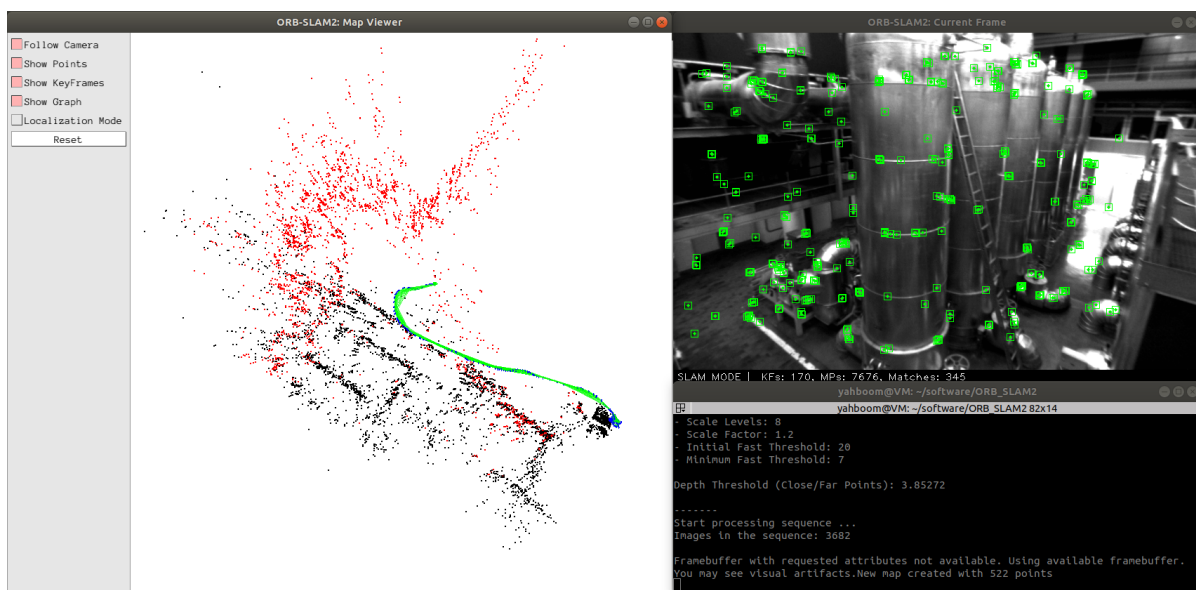 ORB-SLAM2: Map Viewer
Follow Camera
Show Points
Show KeyFrames
Show Graph
Localization Mode
Reset
ORB-SLAM2: Current Frame
SLAM MODE | KFs: 170, MPs: 7676, Matches: 345
yahboom@VM: ~/software/ORB_SLAM2
yahboom@VM: ~/software/ORB_SLAM2 82x14
- Scale Levels: 8
- Scale Factor: 1.2
- Initial Fast Threshold: 20
- Minimum Fast Threshold: 7
Depth Threshold (Close/Far Points): 3.85272
-------
Start processing sequence ...
Images in the sequence: 3682
Framebuffer with requested attributes not available. Using available framebuffer.
You may see visual artifacts.New map created with 522 points